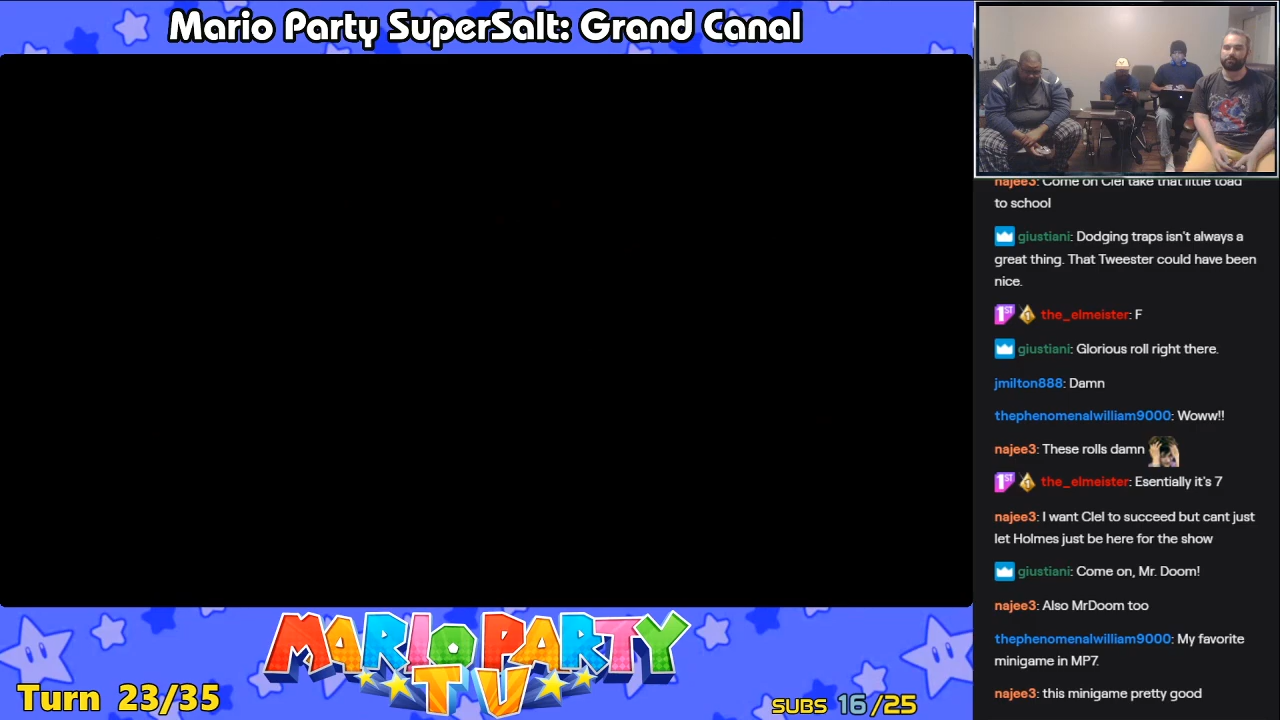 Mario Party SuperSalt: Grand Canal
najee3: Come on Clel take that little toad
to school
giustiani: Dodging traps isn't always a
great thing. That Tweester could have been
nice.
1ST 1 the_elmeister: F
giustiani: Glorious roll right there.
jmilton888: Damn
thephenomenalwilliam9000: Woww!!
najee3: These rolls damn
1ST 1 the_elmeister: Esentially it's 7
najee3: I want Clel to succeed but cant just
let Holmes just be here for the show
giustiani: Come on, Mr. Doom!
najee3: Also MrDoom too
thephenomenalwilliam9000: My favorite
minigame in MP7.
najee3: this minigame pretty good
MARIO PARTY
TV
Turn 23/35
SUBS 16/25